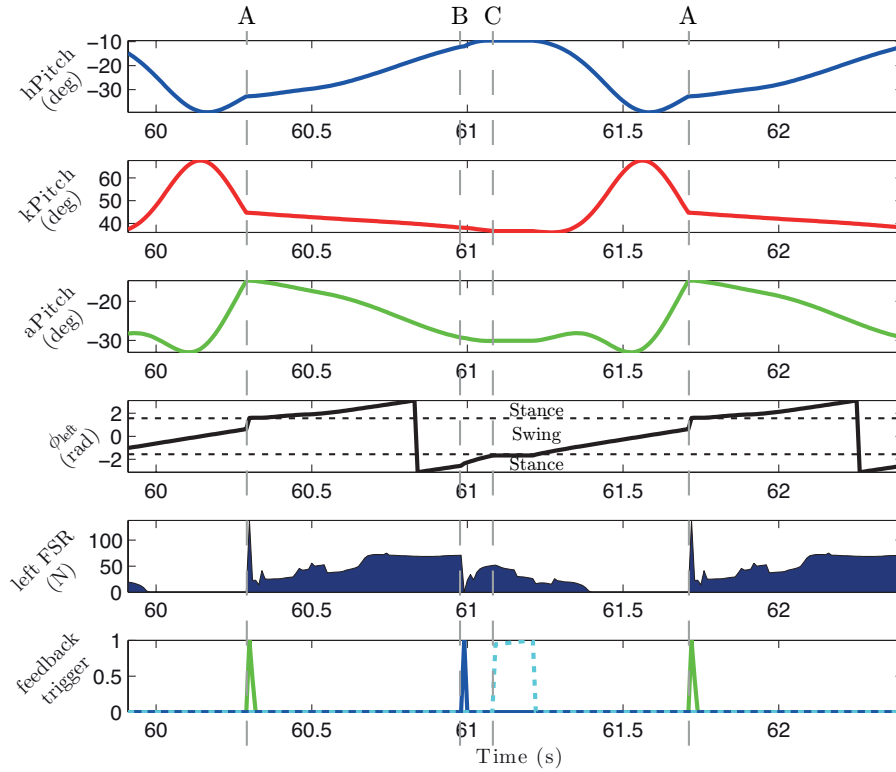 A B C A
hPitch
(deg)
−10
−20
−30
60 60.5 61 61.5 62
kPitch
(deg)
60
50
40
60 60.5 61 61.5 62
aPitch
(deg)
−20
−30
60 60.5 61 61.5 62
ϕleft
(rad)
2
0
−2
Stance
Swing
Stance
60 60.5 61 61.5 62
left FSR
(N)
100
50
0
60 60.5 61 61.5 62
feedback
trigger
1
0.5
0
60 60.5 61 61.5 62
Time (s)